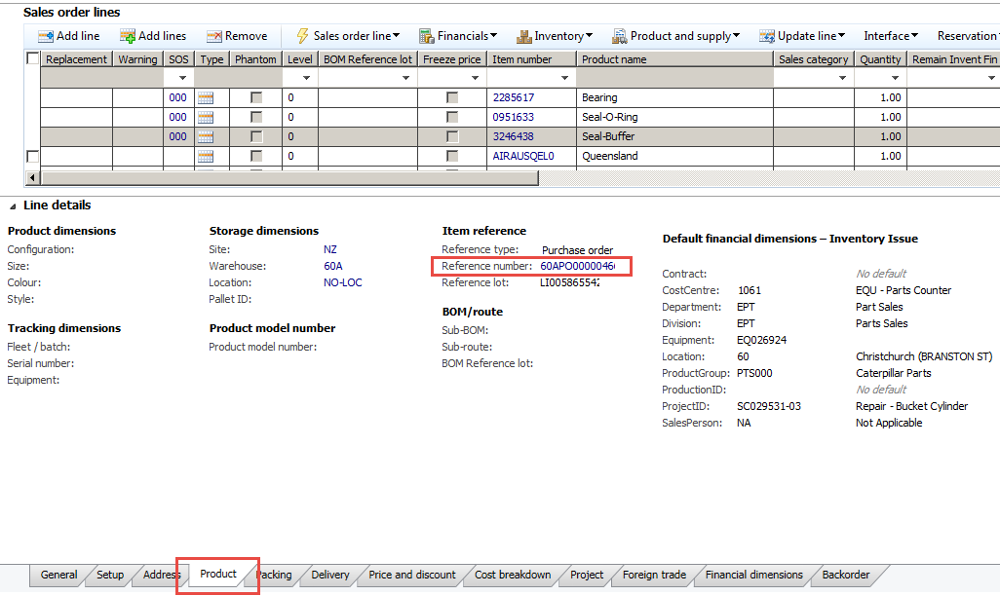 Sales order lines
Add line Add lines Remove Sales order line Financials Inventory Product and supply Update line Interface Reservation
Replacement Warning SOS Type Phantom Level BOM Reference lot Freeze price Item number Product name Sales category Quantity Remain Invent Fin
000 0 2285617 Bearing 1.00
000 0 0951633 Seal-O-Ring 1.00
000 0 3246438 Seal-Buffer 1.00
0 AIRAUSQEL0 Queensland 1.00
Line details
Product dimensions
Configuration:
Size:
Colour:
Style:
Tracking dimensions
Fleet / batch:
Serial number:
Equipment:
Storage dimensions
Site: NZ
Warehouse: 60A
Location: NO-LOC
Pallet ID:
Product model number
Product model number:
Item reference
Reference type: Purchase order
Reference number: 60APO0000046
Reference lot: LI005865542
BOM/route
Sub-BOM:
Sub-route:
BOM Reference lot:
Default financial dimensions – Inventory Issue
Contract: No default
CostCentre: 1061 EQU - Parts Counter
Department: EPT Part Sales
Division: EPT Parts Sales
Equipment: EQ026924
Location: 60 Christchurch (BRANSTON ST)
ProductGroup: PTS000 Caterpillar Parts
ProductionID: No default
ProjectID: SC029531-03 Repair - Bucket Cylinder
SalesPerson: NA Not Applicable
General Setup Address Product Packing Delivery Price and discount Cost breakdown Project Foreign trade Financial dimensions Backorder